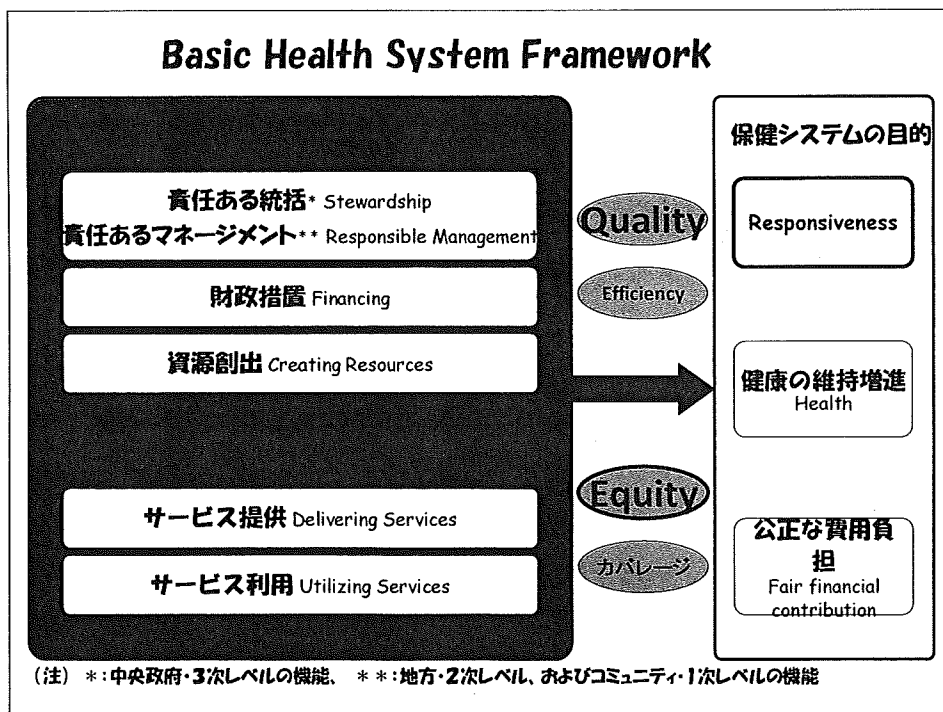 Basic Health System Framework
責任ある統括* Stewardship
責任あるマネージメント** Responsible Management
財政措置 Financing
資源創出 Creating Resources
サービス提供 Delivering Services
サービス利用 Utilizing Services
Quality
Efficiency
Equity
カバレージ
保健システムの目的
Responsiveness
健康の維持増進
Health
公正な費用負
担
Fair financial
contribution
(注) *:中央政府・3次レベルの機能、 **:地方・2次レベル、およびコミュニティ・1次レベルの機能